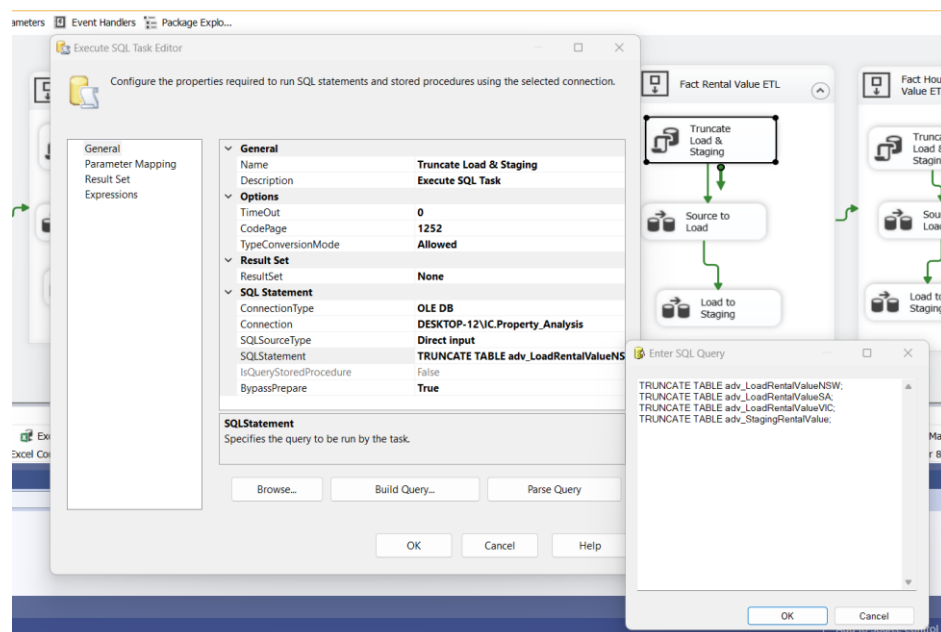 ameters Event Handlers Package Explo...
Execute SQL Task Editor
Configure the properties required to run SQL statements and stored procedures using the selected connection.
General
Parameter Mapping
Result Set
Expressions
General
Name Truncate Load & Staging
Description Execute SQL Task
Options
TimeOut 0
CodePage 1252
TypeConversionMode Allowed
Result Set
ResultSet None
SQL Statement
ConnectionType OLE DB
Connection DESKTOP-12\IC.Property_Analysis
SQLSourceType Direct input
SQLStatement TRUNCATE TABLE adv_LoadRentalValueNS
IsQueryStoredProcedure False
BypassPrepare True
SQLStatement
Specifies the query to be run by the task.
Browse... Build Query... Parse Query
OK Cancel Help
Fact Rental Value ETL
Truncate
Load &
Staging
Source to
Load
Load to
Staging
Fact Hou
Value ET
Trunca
Load &
Stagin
Sou
Loa
Load to
Staging
Enter SQL Query
TRUNCATE TABLE adv_LoadRentalValueNSW;
TRUNCATE TABLE adv_LoadRentalValueSA;
TRUNCATE TABLE adv_LoadRentalValueVIC;
TRUNCATE TABLE adv_StagingRentalValue;
OK Cancel
Exc
Excel Co
Ma
r 8